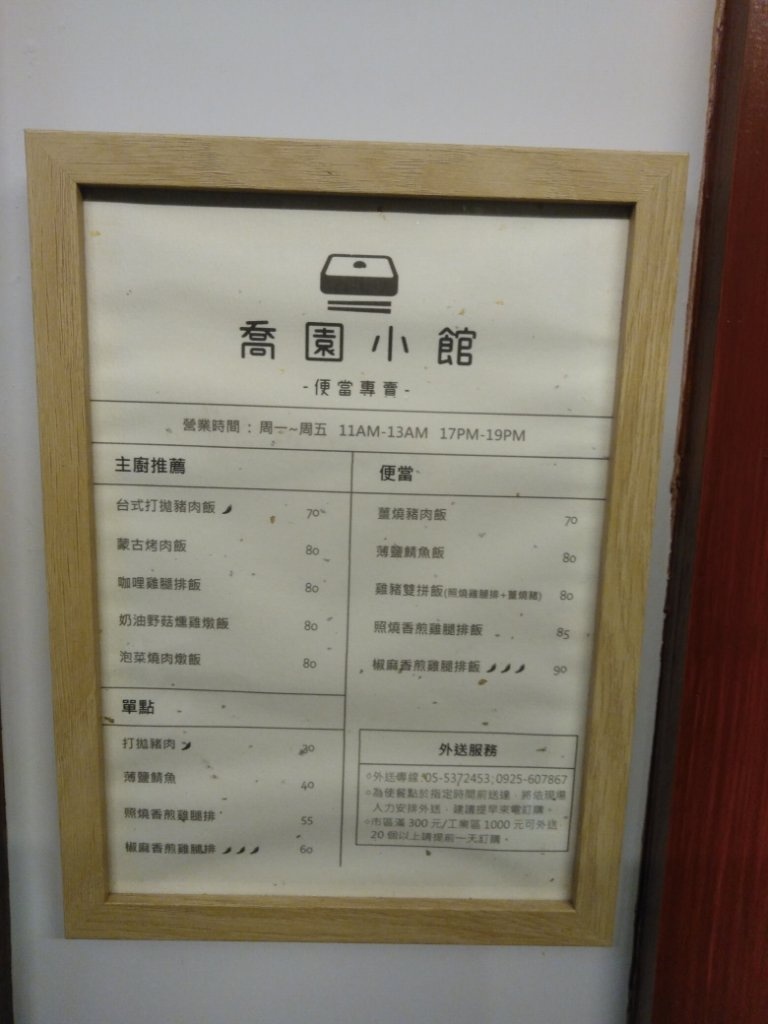 喬園小館
-便當專賣-
營業時間：周一~周五 11AM-13AM 17PM-19PM
主廚推薦
台式打拋豬肉飯 70
蒙古烤肉飯 80
咖哩雞腿排飯 80
奶油野菇燻雞燉飯 80
泡菜燒肉燉飯 80
單點
打拋豬肉 30
薄鹽鯖魚 40
照燒香煎雞腿排 55
椒麻香煎雞腿排 60
便當
薑燒豬肉飯 70
薄鹽鯖魚飯 80
雞豬雙拼飯(照燒雞腿排+薑燒豬) 80
照燒香煎雞腿排飯 85
椒麻香煎雞腿排飯 90
外送服務
◦外送專線:05-5372453; 0925-607867
◦為使餐點於指定時間前送達，將依現場
人力安排外送，建議提早來電訂購。
◦市區滿 300 元/工業區 1000 元可外送
20 個以上請提前一天訂購。